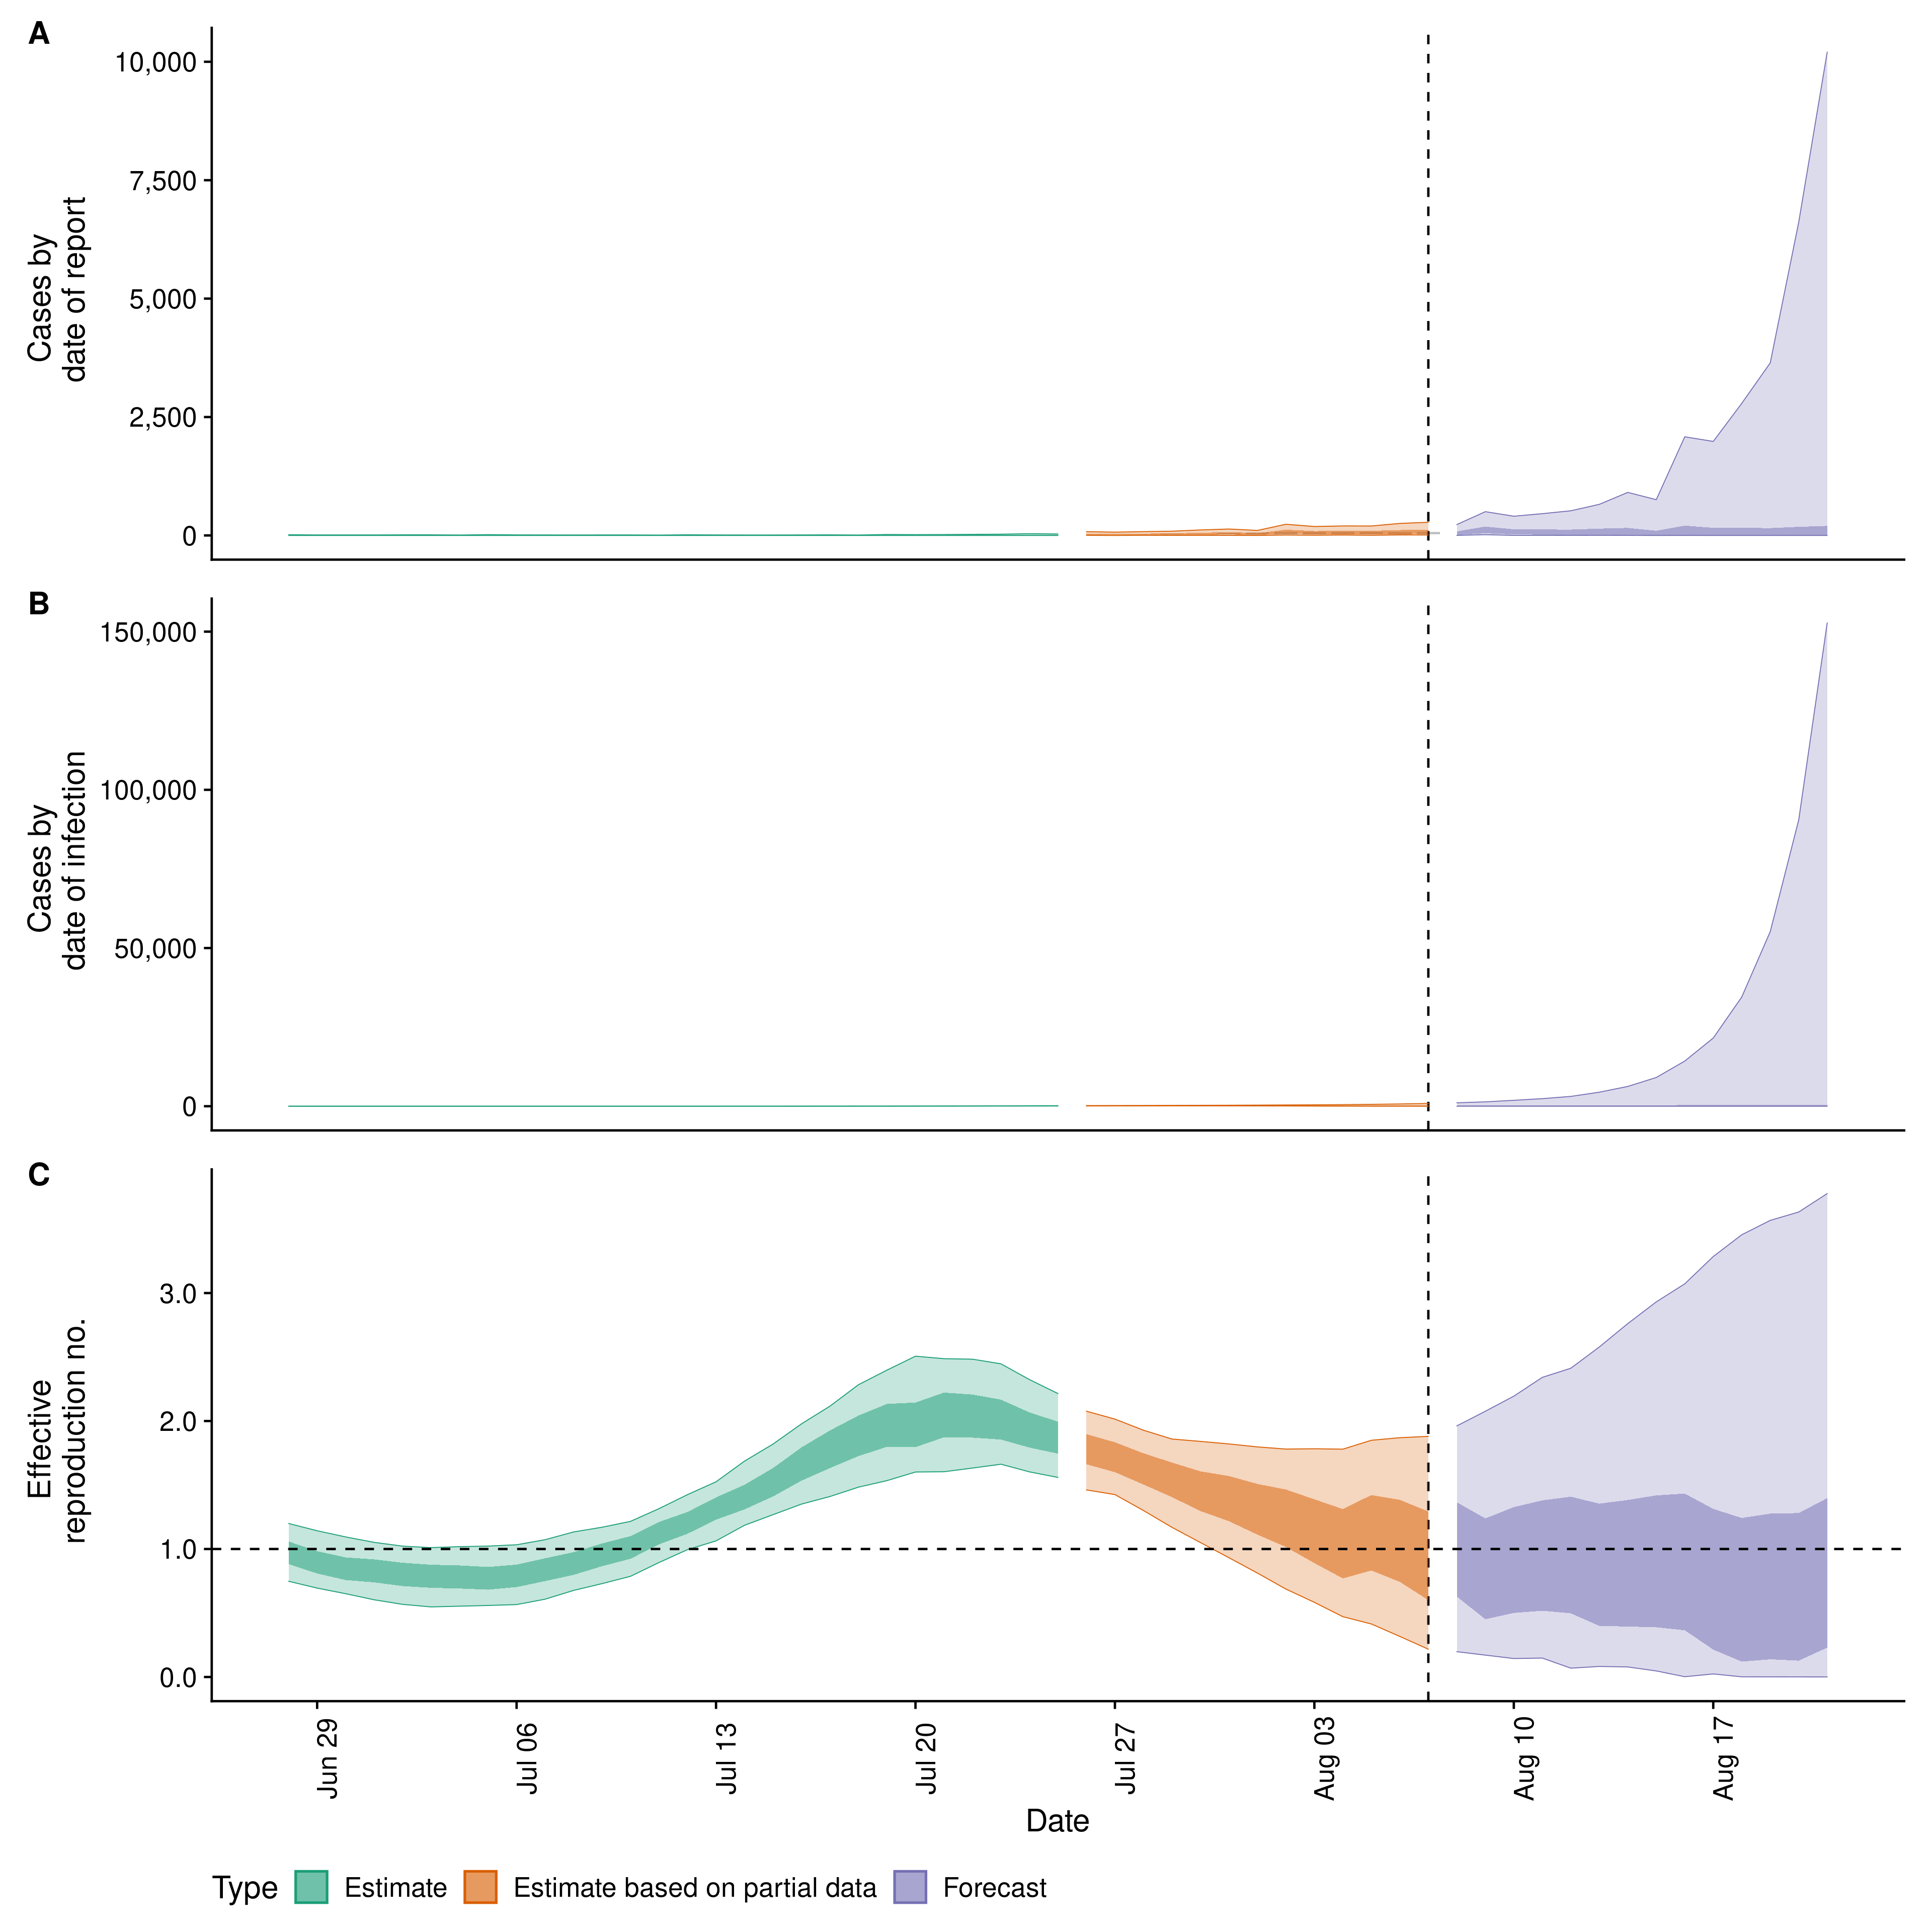 A
10,000
7,500
5,000
2,500
0
Cases by
date of report
B
150,000
100,000
50,000
0
Cases by
date of infection
C
3.0
2.0
1.0
0.0
Effective
reproduction no.
Jun 29
Jul 06
Jul 13
Jul 20
Jul 27
Aug 03
Aug 10
Aug 17
Date
Type Estimate Estimate based on partial data Forecast